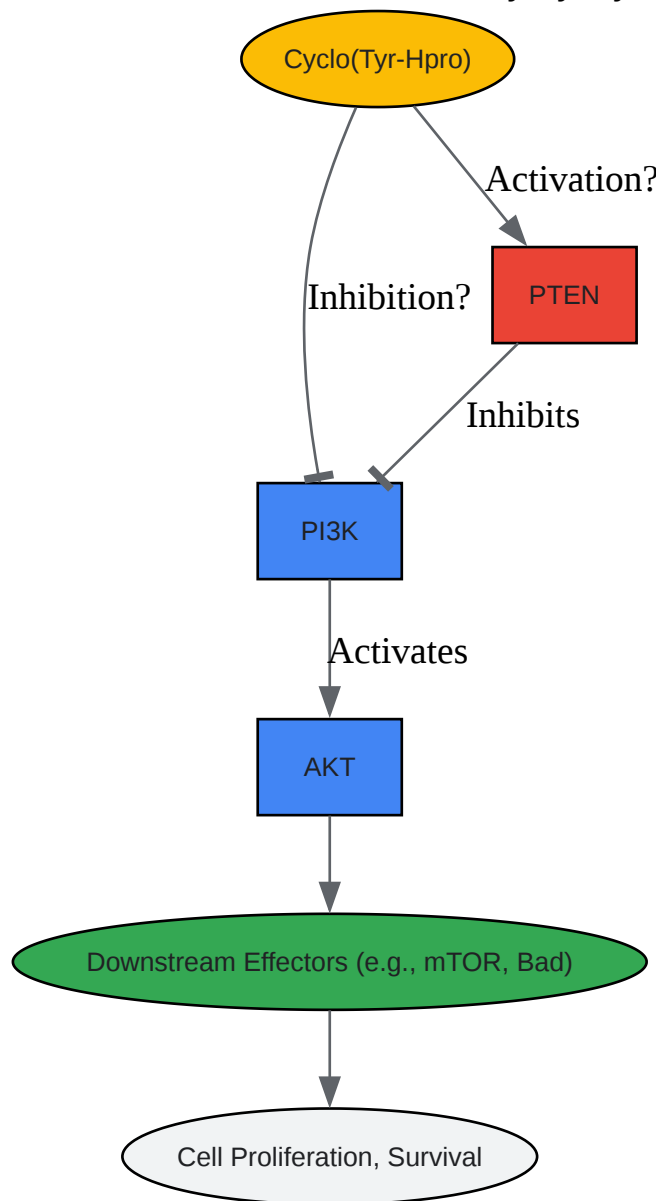 Cyclo(Tyr-Hpro)
Activation?
Inhibition?
PTEN
Inhibits
PI3K
Activates
AKT
Downstream Effectors (e.g., mTOR, Bad)
Cell Proliferation, Survival